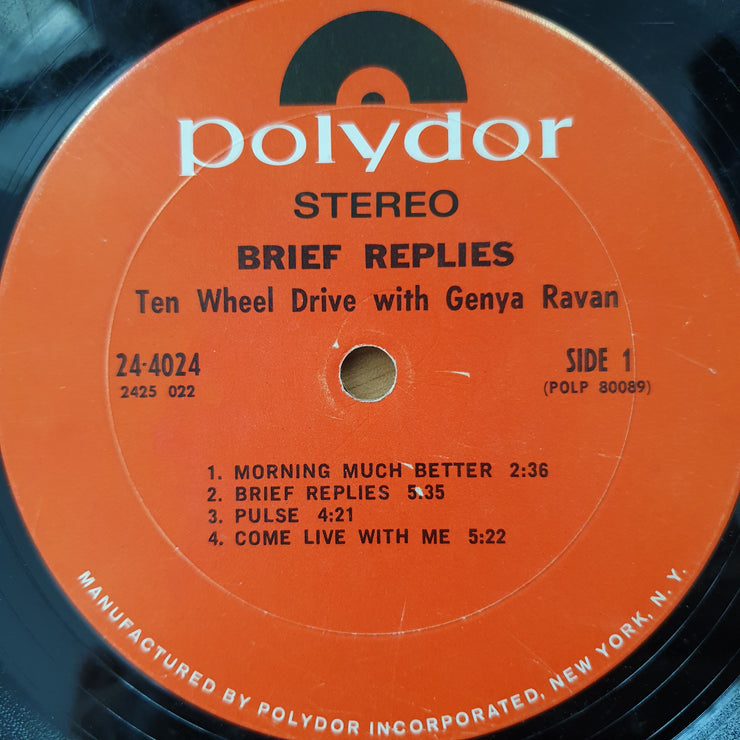 polydor
STEREO
BRIEF REPLIES
Ten Wheel Drive with Genya Ravan
24-4024 SIDE 1
2425 022 (POLP 80089)
1. MORNING MUCH BETTER 2:36
2. BRIEF REPLIES 5:35
3. PULSE 4:21
4. COME LIVE WITH ME 5:22
MANUFACTURED BY POLYDOR INCORPORATED, NEW YORK, N. Y.